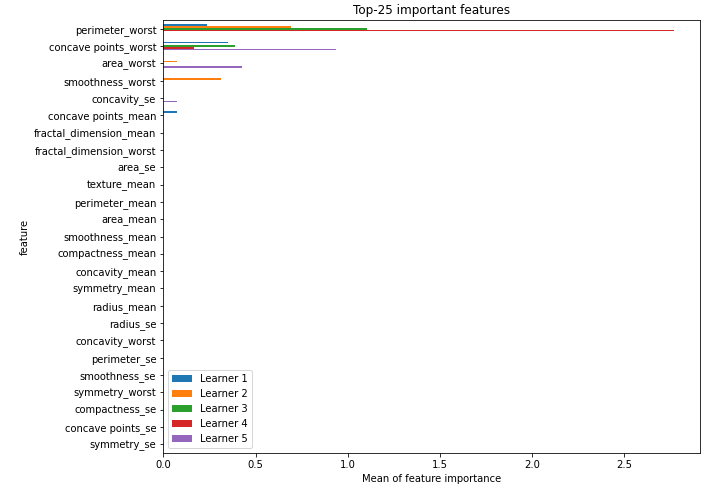 Top-25 important features
perimeter_worst
concave points_worst
area_worst
smoothness_worst
concavity_se
concave points_mean
fractal_dimension_mean
fractal_dimension_worst
area_se
texture_mean
perimeter_mean
area_mean
smoothness_mean
compactness_mean
concavity_mean
symmetry_mean
radius_mean
radius_se
concavity_worst
perimeter_se
smoothness_se
symmetry_worst
compactness_se
concave points_se
symmetry_se
feature
Learner 1
Learner 2
Learner 3
Learner 4
Learner 5
0.0 0.5 1.0 1.5 2.0 2.5
Mean of feature importance